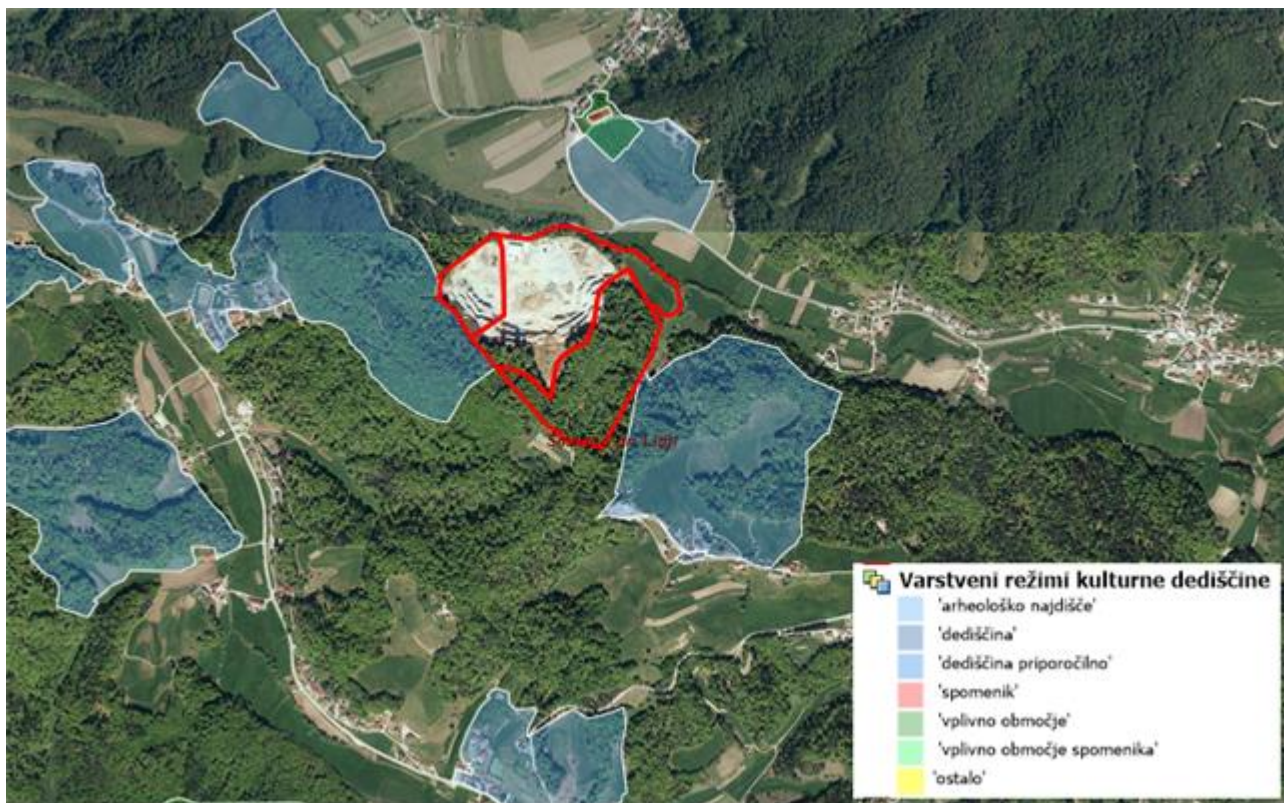 Varstveni režimi kulturne dediščine
'arheološko najdišče'
'dediščina'
'dediščina priporočilno'
'spomenik'
'vplivno območje'
'vplivno območje spomenika'
'ostalo'